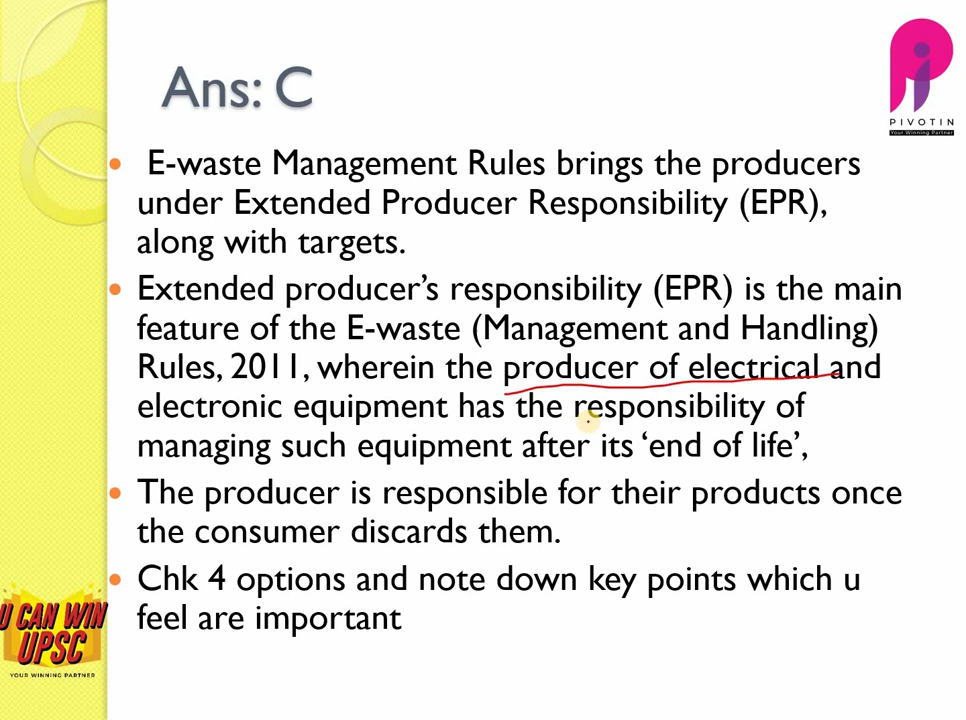 Ans: C
PIVOTIN
Your Winning Partner
E-waste Management Rules brings the producers
under Extended Producer Responsibility (EPR),
along with targets.
Extended producer’s responsibility (EPR) is the main
feature of the E-waste (Management and Handling)
Rules, 2011, wherein the producer of electrical and
electronic equipment has the responsibility of
managing such equipment after its ‘end of life’,
The producer is responsible for their products once
the consumer discards them.
Chk 4 options and note down key points which u
feel are important
U CAN WIN
UPSC
YOUR WINNING PARTNER